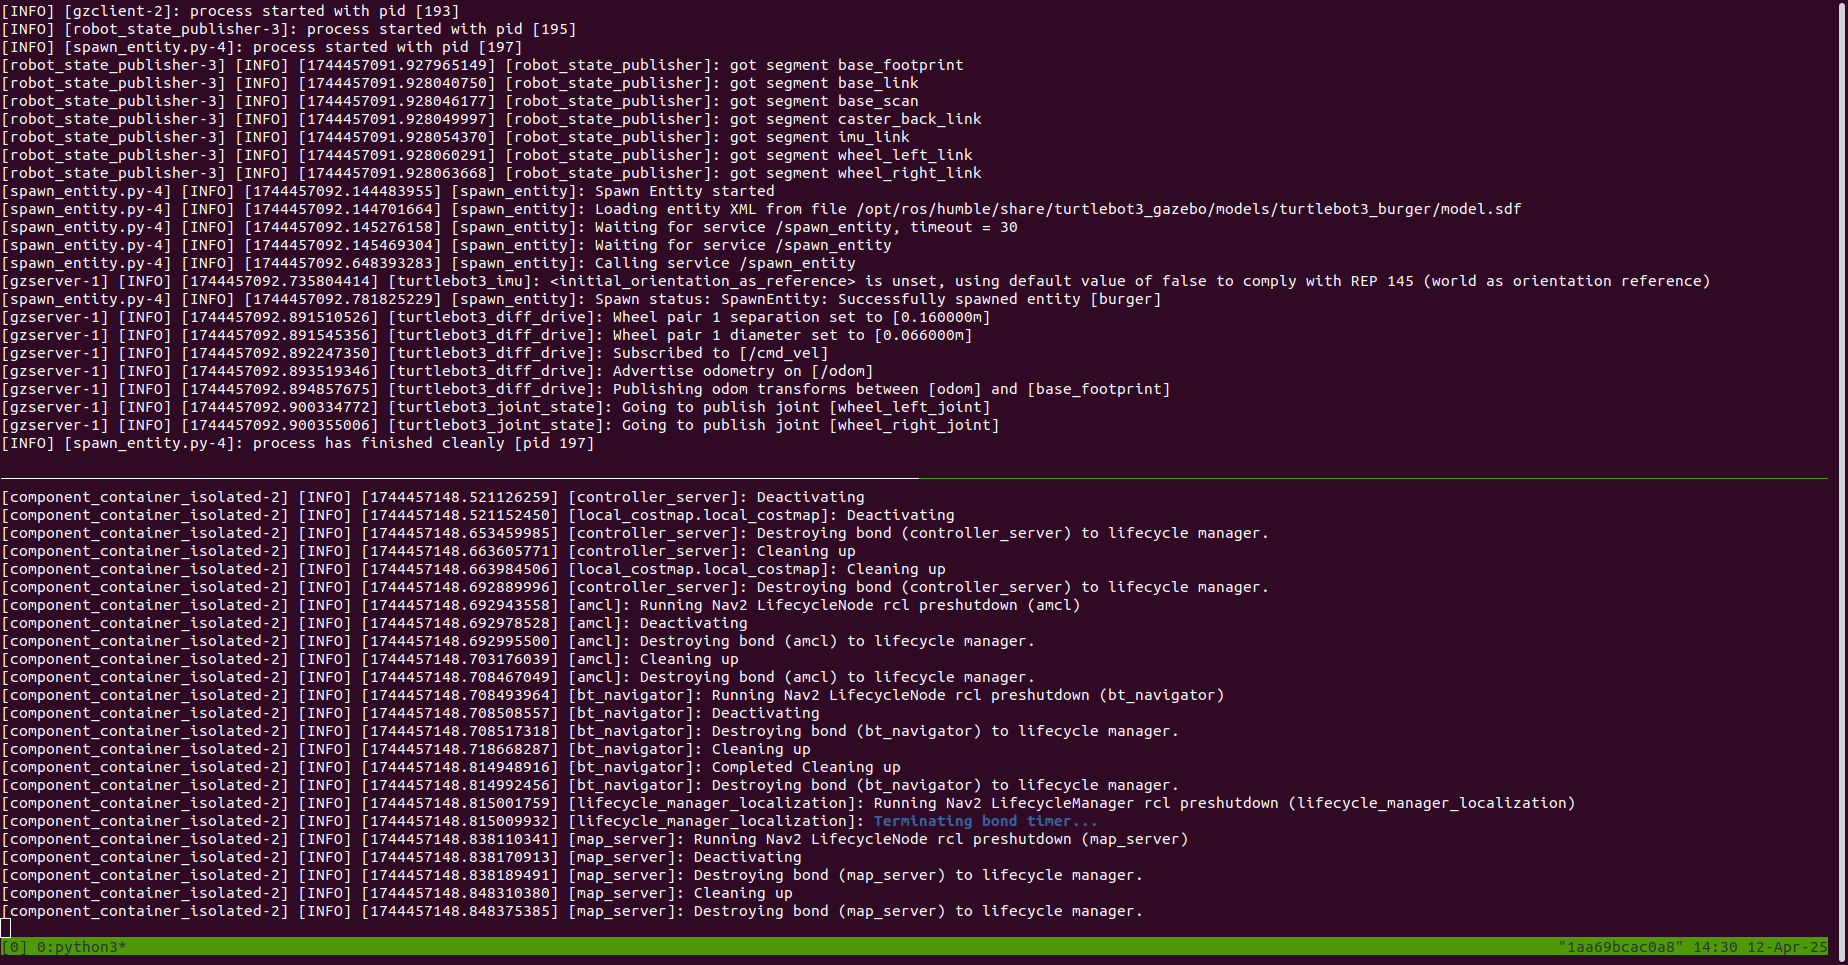 [INFO] [gzclient-2]: process started with pid [193]
[INFO] [robot_state_publisher-3]: process started with pid [195]
[INFO] [spawn_entity.py-4]: process started with pid [197]
[robot_state_publisher-3] [INFO] [1744457091.927965149] [robot_state_publisher]: got segment base_footprint
[robot_state_publisher-3] [INFO] [1744457091.928040750] [robot_state_publisher]: got segment base_link
[robot_state_publisher-3] [INFO] [1744457091.928046177] [robot_state_publisher]: got segment base_scan
[robot_state_publisher-3] [INFO] [1744457091.928049997] [robot_state_publisher]: got segment caster_back_link
[robot_state_publisher-3] [INFO] [1744457091.928054370] [robot_state_publisher]: got segment imu_link
[robot_state_publisher-3] [INFO] [1744457091.928060291] [robot_state_publisher]: got segment wheel_left_link
[robot_state_publisher-3] [INFO] [1744457091.928063668] [robot_state_publisher]: got segment wheel_right_link
[spawn_entity.py-4] [INFO] [1744457092.144483955] [spawn_entity]: Spawn Entity started
[spawn_entity.py-4] [INFO] [1744457092.144701664] [spawn_entity]: Loading entity XML from file /opt/ros/humble/share/turtlebot3_gazebo/models/turtlebot3_burger/model.sdf
[spawn_entity.py-4] [INFO] [1744457092.145276158] [spawn_entity]: Waiting for service /spawn_entity, timeout = 30
[spawn_entity.py-4] [INFO] [1744457092.145469304] [spawn_entity]: Waiting for service /spawn_entity
[spawn_entity.py-4] [INFO] [1744457092.648393283] [spawn_entity]: Calling service /spawn_entity
[gzserver-1] [INFO] [1744457092.735804414] [turtlebot3_imu]: <initial_orientation_as_reference> is unset, using default value of false to comply with REP 145 (world as orientation reference)
[spawn_entity.py-4] [INFO] [1744457092.781825229] [spawn_entity]: Spawn status: SpawnEntity: Successfully spawned entity [burger]
[gzserver-1] [INFO] [1744457092.891510526] [turtlebot3_diff_drive]: Wheel pair 1 separation set to [0.160000m]
[gzserver-1] [INFO] [1744457092.891545356] [turtlebot3_diff_drive]: Wheel pair 1 diameter set to [0.066000m]
[gzserver-1] [INFO] [1744457092.892247350] [turtlebot3_diff_drive]: Subscribed to [/cmd_vel]
[gzserver-1] [INFO] [1744457092.893519346] [turtlebot3_diff_drive]: Advertise odometry on [/odom]
[gzserver-1] [INFO] [1744457092.894857675] [turtlebot3_diff_drive]: Publishing odom transforms between [odom] and [base_footprint]
[gzserver-1] [INFO] [1744457092.900334772] [turtlebot3_joint_state]: Going to publish joint [wheel_left_joint]
[gzserver-1] [INFO] [1744457092.900355006] [turtlebot3_joint_state]: Going to publish joint [wheel_right_joint]
[INFO] [spawn_entity.py-4]: process has finished cleanly [pid 197]
[component_container_isolated-2] [INFO] [1744457148.521126259] [controller_server]: Deactivating
[component_container_isolated-2] [INFO] [1744457148.521152450] [local_costmap.local_costmap]: Deactivating
[component_container_isolated-2] [INFO] [1744457148.653459985] [controller_server]: Destroying bond (controller_server) to lifecycle manager.
[component_container_isolated-2] [INFO] [1744457148.663605771] [controller_server]: Cleaning up
[component_container_isolated-2] [INFO] [1744457148.663984506] [local_costmap.local_costmap]: Cleaning up
[component_container_isolated-2] [INFO] [1744457148.692889996] [controller_server]: Destroying bond (controller_server) to lifecycle manager.
[component_container_isolated-2] [INFO] [1744457148.692943558] [amcl]: Running Nav2 LifecycleNode rcl preshutdown (amcl)
[component_container_isolated-2] [INFO] [1744457148.692978528] [amcl]: Deactivating
[component_container_isolated-2] [INFO] [1744457148.692995500] [amcl]: Destroying bond (amcl) to lifecycle manager.
[component_container_isolated-2] [INFO] [1744457148.703176039] [amcl]: Cleaning up
[component_container_isolated-2] [INFO] [1744457148.708467049] [amcl]: Destroying bond (amcl) to lifecycle manager.
[component_container_isolated-2] [INFO] [1744457148.708493964] [bt_navigator]: Running Nav2 LifecycleNode rcl preshutdown (bt_navigator)
[component_container_isolated-2] [INFO] [1744457148.708508557] [bt_navigator]: Deactivating
[component_container_isolated-2] [INFO] [1744457148.708517318] [bt_navigator]: Destroying bond (bt_navigator) to lifecycle manager.
[component_container_isolated-2] [INFO] [1744457148.718668287] [bt_navigator]: Cleaning up
[component_container_isolated-2] [INFO] [1744457148.814948916] [bt_navigator]: Completed Cleaning up
[component_container_isolated-2] [INFO] [1744457148.814992456] [bt_navigator]: Destroying bond (bt_navigator) to lifecycle manager.
[component_container_isolated-2] [INFO] [1744457148.815001759] [lifecycle_manager_localization]: Running Nav2 LifecycleManager rcl preshutdown (lifecycle_manager_localization)
[component_container_isolated-2] [INFO] [1744457148.815009932] [lifecycle_manager_localization]: Terminating bond timer...
[component_container_isolated-2] [INFO] [1744457148.838110341] [map_server]: Running Nav2 LifecycleNode rcl preshutdown (map_server)
[component_container_isolated-2] [INFO] [1744457148.838170913] [map_server]: Deactivating
[component_container_isolated-2] [INFO] [1744457148.838189491] [map_server]: Destroying bond (map_server) to lifecycle manager.
[component_container_isolated-2] [INFO] [1744457148.848310380] [map_server]: Cleaning up
[component_container_isolated-2] [INFO] [1744457148.848375385] [map_server]: Destroying bond (map_server) to lifecycle manager.
[0] 0:python3* "1aa69bcac0a8" 14:30 12-Apr-25